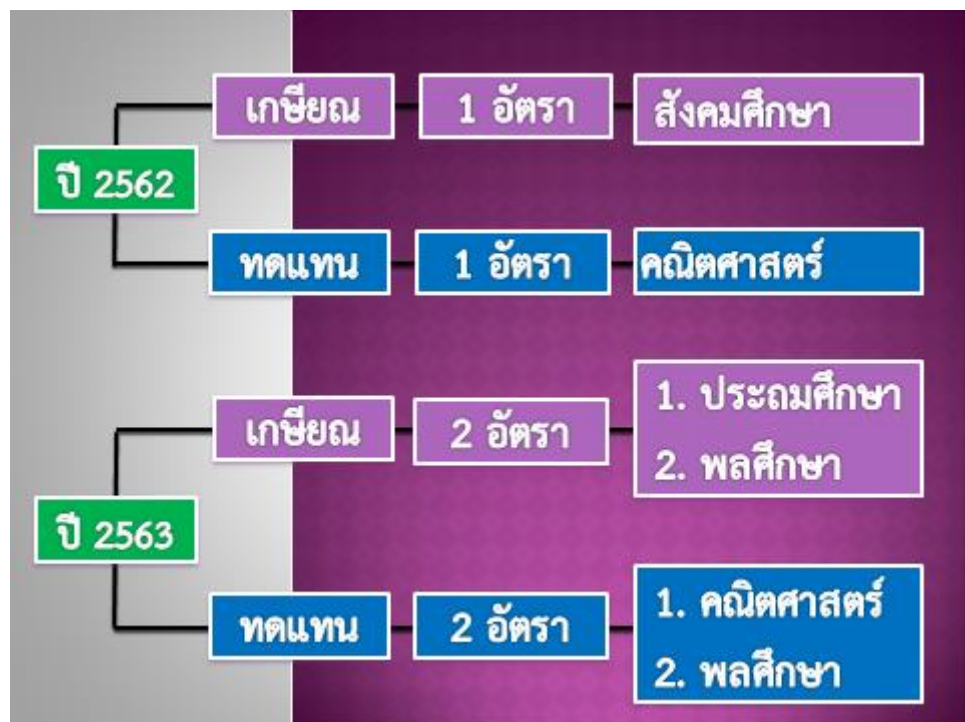 เกษียณ 1 อัตรา สังคมศึกษา
ปี 2562
ทดแทน 1 อัตรา คณิตศาสตร์
เกษียณ 2 อัตรา 1. ประถมศึกษา
2. พลศึกษา
ปี 2563
ทดแทน 2 อัตรา 1. คณิตศาสตร์
2. พลศึกษา